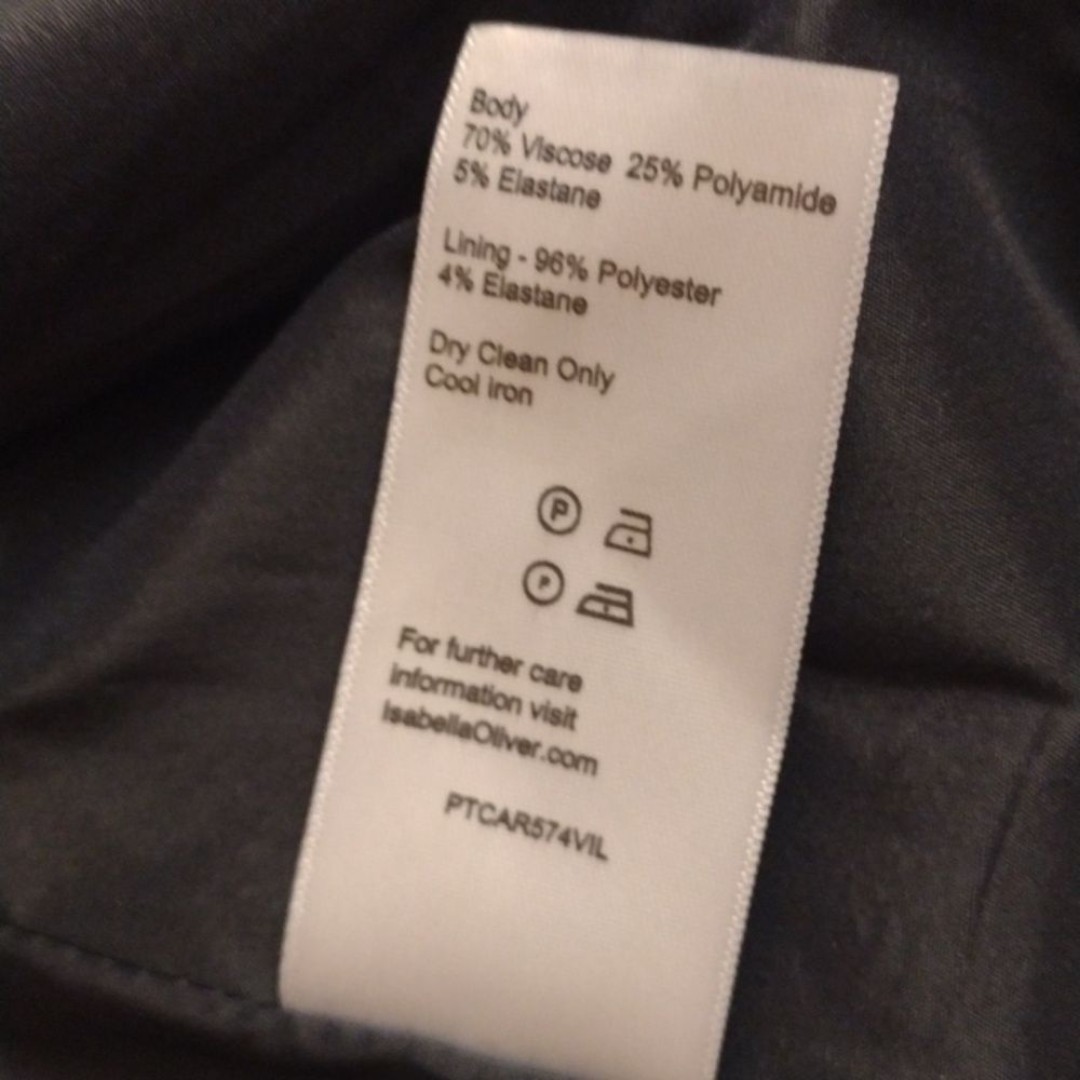 Body
70% Viscose 25% Polyamide
5% Elastane
Lining - 96% Polyester
4% Elastane
Dry Clean Only
Cool iron
P
P
For further care
information visit
IsabellaOliver.com
PTCAR574VIL